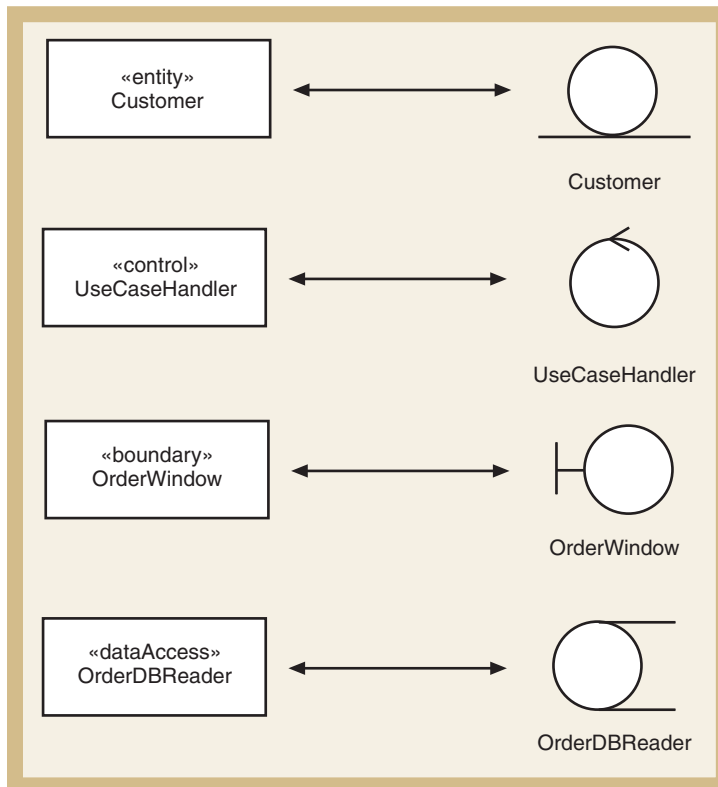 «entity»
Customer
Customer
«control»
UseCaseHandler
UseCaseHandler
«boundary»
OrderWindow
OrderWindow
«dataAccess»
OrderDBReader
OrderDBReader